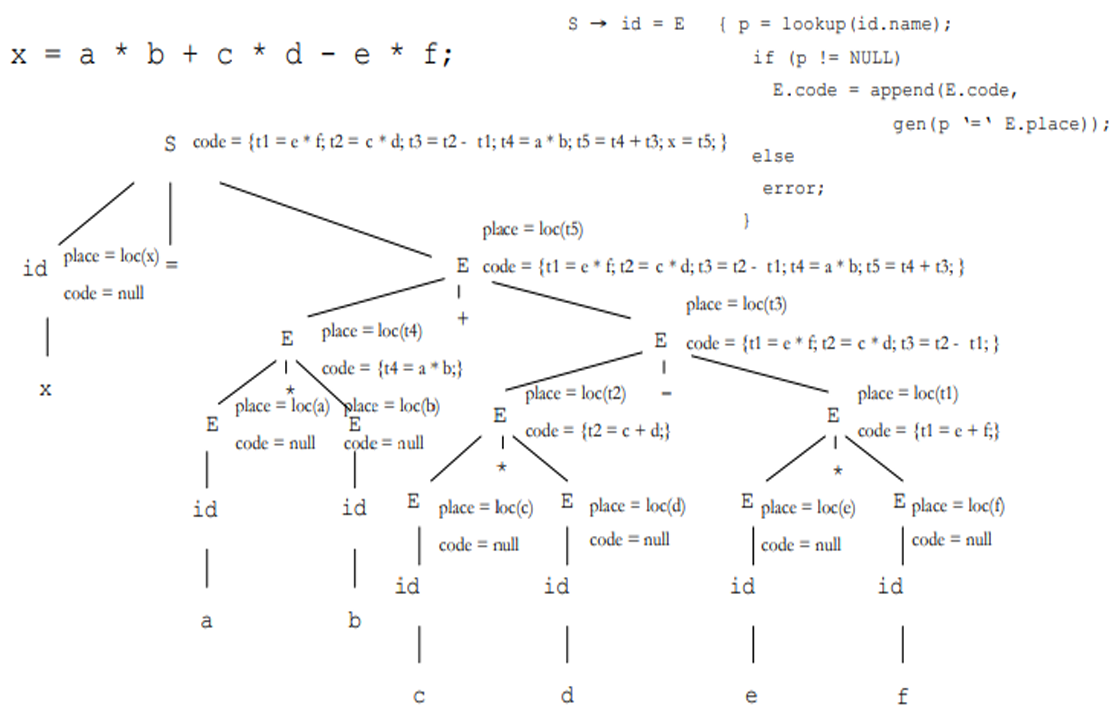 S → id = E { p = lookup(id.name);
x = a * b + c * d - e * f;
if (p != NULL)
E.code = append(E.code,
gen(p '=' E.place));
S code = {t1 = e * f; t2 = c * d; t3 = t2 - t1; t4 = a * b; t5 = t4 + t3; x = t5; }
else
error;
}
place = loc(t5)
id place = loc(x) =
E code = {t1 = e * f; t2 = c * d; t3 = t2 - t1; t4 = a * b; t5 = t4 + t3; }
code = null
place = loc(t3)
+
E place = loc(t4)
E code = {t1 = e * f; t2 = c * d; t3 = t2 - t1; }
code = {t4 = a * b;}
x
*
place = loc(t2)
-
place = loc(t1)
E place = loc(a)
E place = loc(b)
E code = {t2 = c + d;}
E code = {t1 = e + f;}
code = null
code = null
*
*
id
id
E place = loc(c)
E place = loc(d)
E place = loc(e)
E place = loc(f)
code = null
code = null
code = null
code = null
id
id
id
id
a
b
c
d
e
f